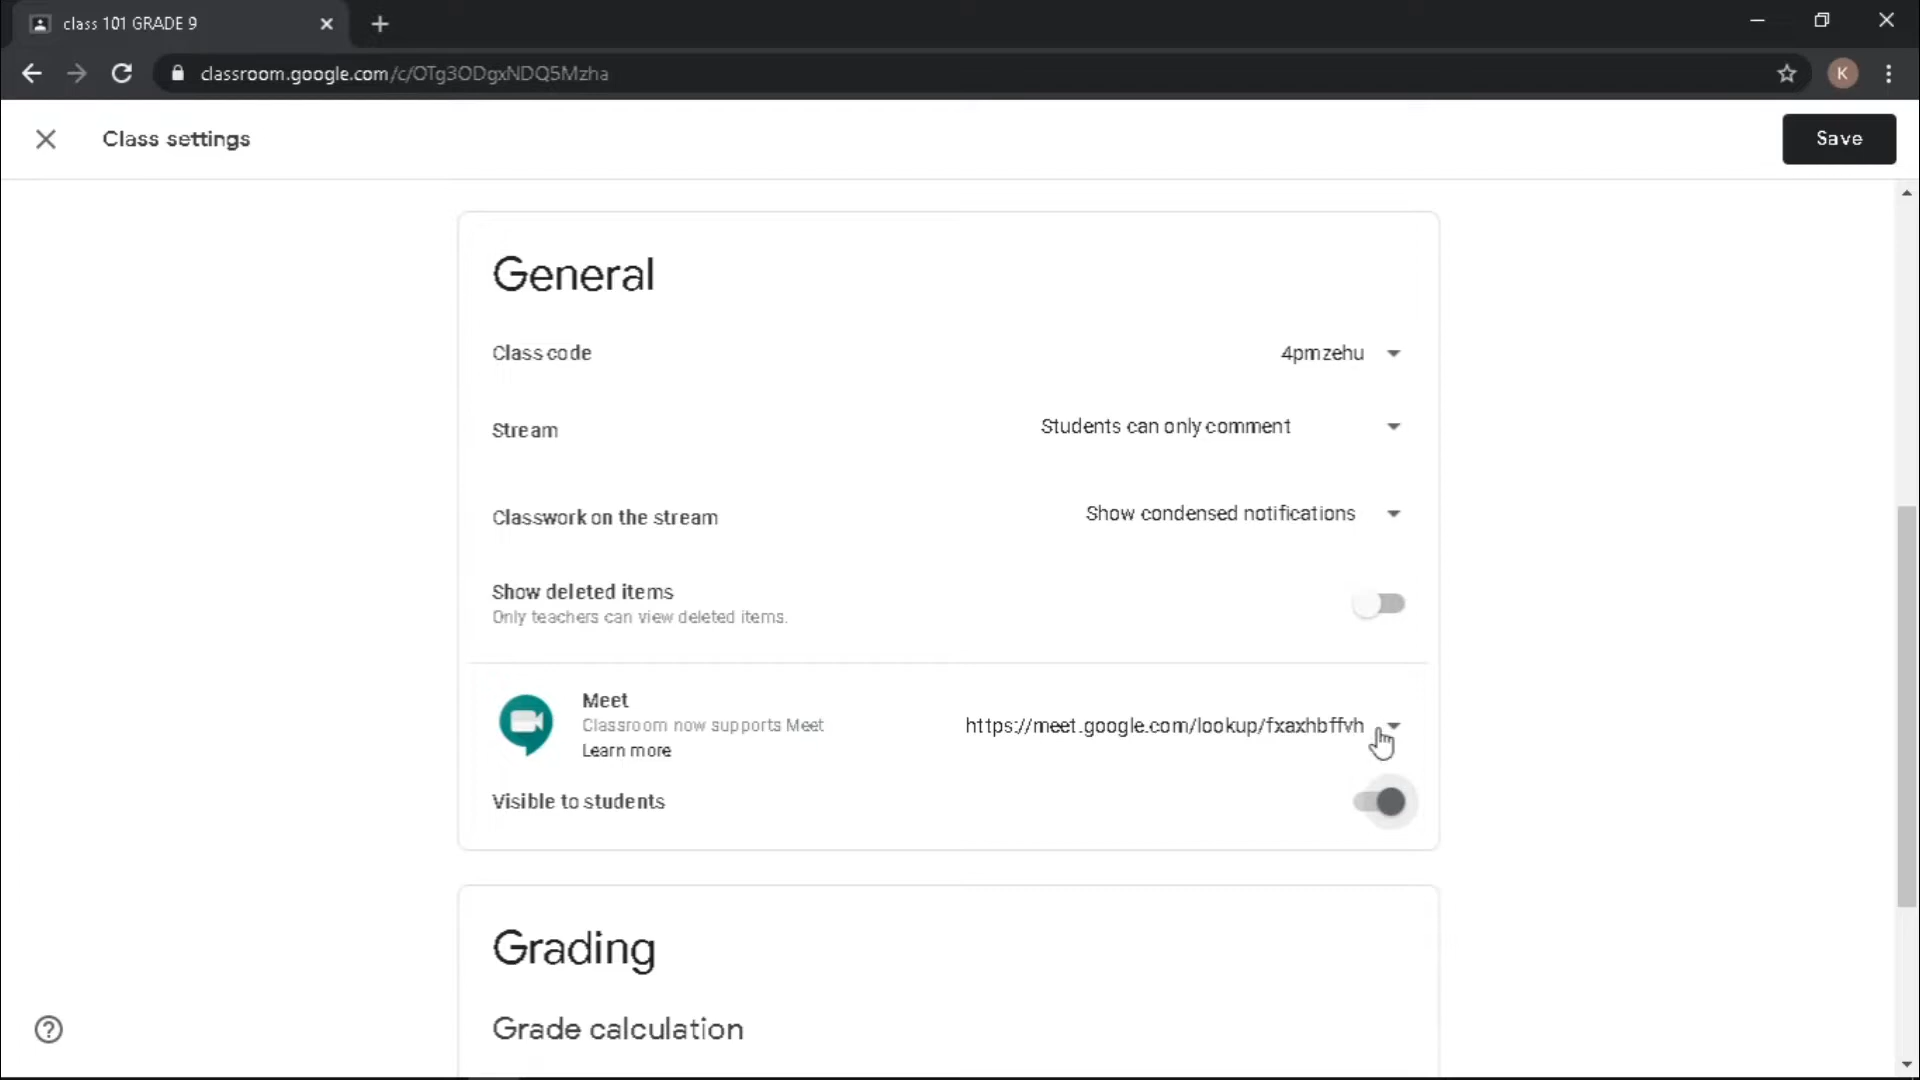 class 101 GRADE 9
classroom.google.com/c/OTg3ODgxNDQ5Mzha
K
Class settings
Save
General
Class code
4pmzehu
Stream
Students can only comment
Classwork on the stream
Show condensed notifications
Show deleted items
Only teachers can view deleted items.
Meet
Classroom now supports Meet
https://meet.google.com/lookup/fxaxhbffvh
Learn more
Visible to students
Grading
Grade calculation